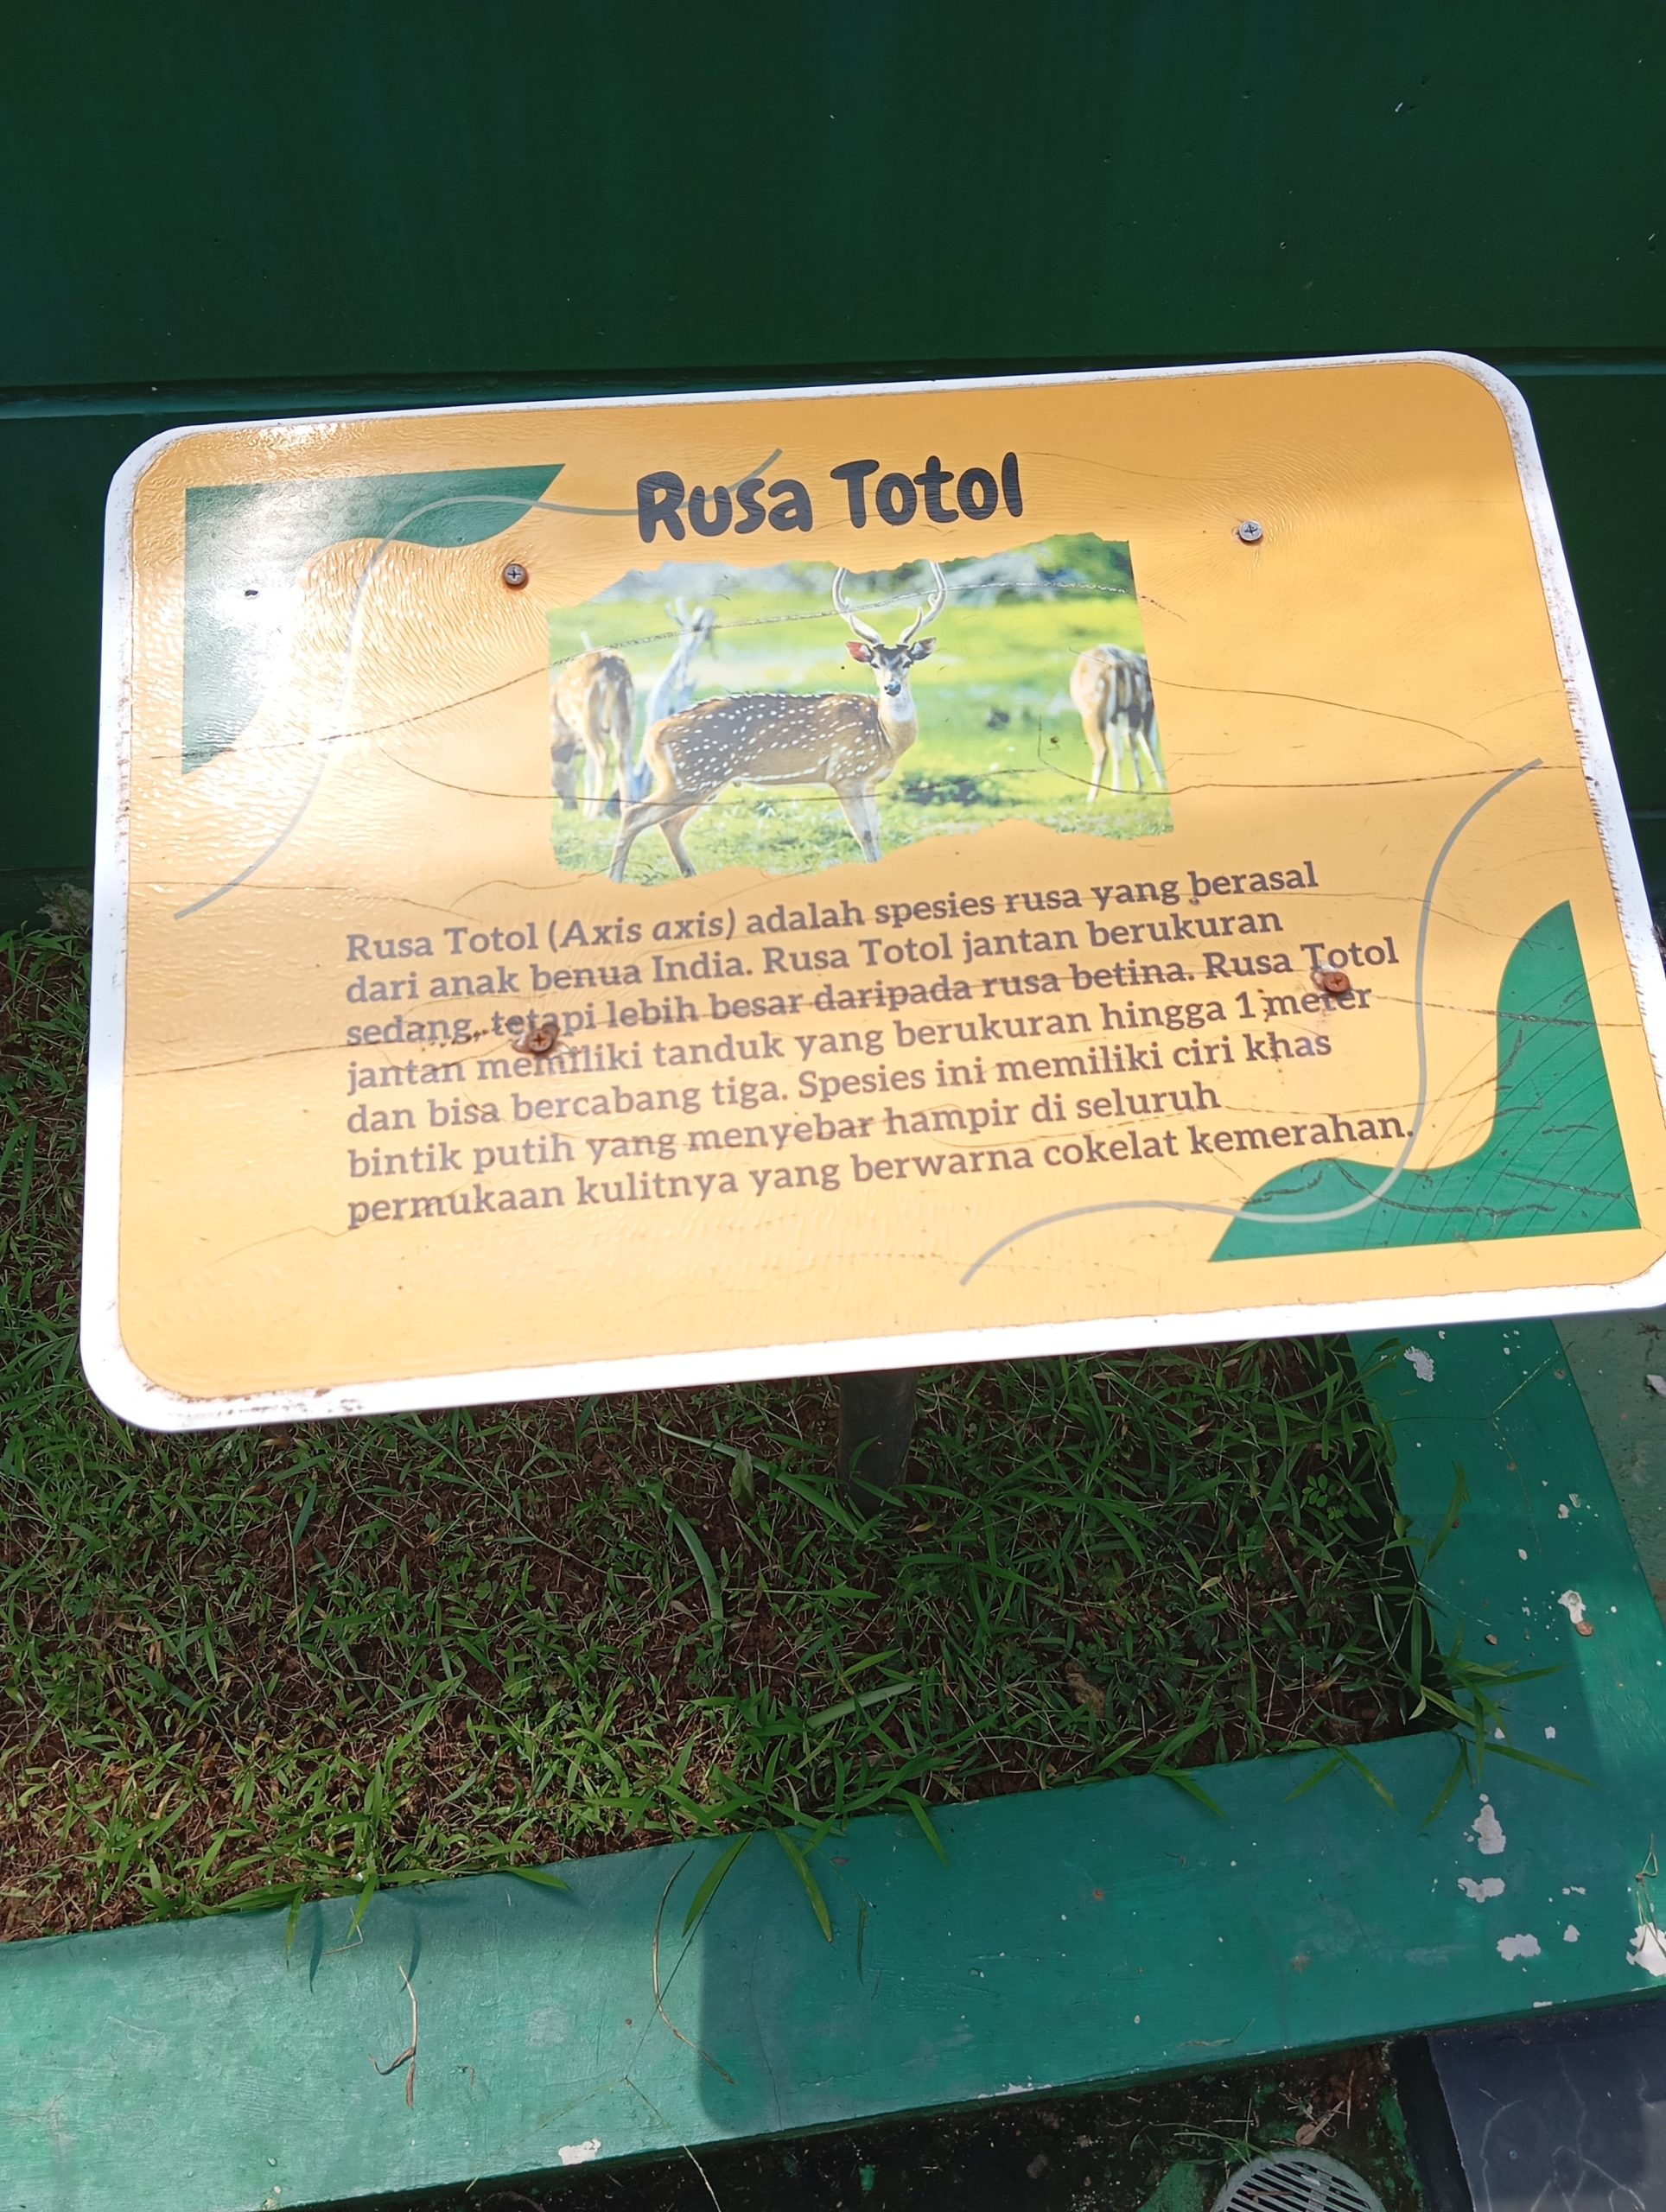 Rusa Totol
Rusa Totol (Axis axis) adalah spesies rusa yang berasal
dari anak benua India. Rusa Totol jantan berukuran
sedang, tetapi lebih besar daripada rusa betina. Rusa Totol
jantan memiliki tanduk yang berukuran hingga 1 meter
dan bisa bercabang tiga. Spesies ini memiliki ciri khas
bintik putih yang menyebar hampir di seluruh
permukaan kulitnya yang berwarna cokelat kemerahan.